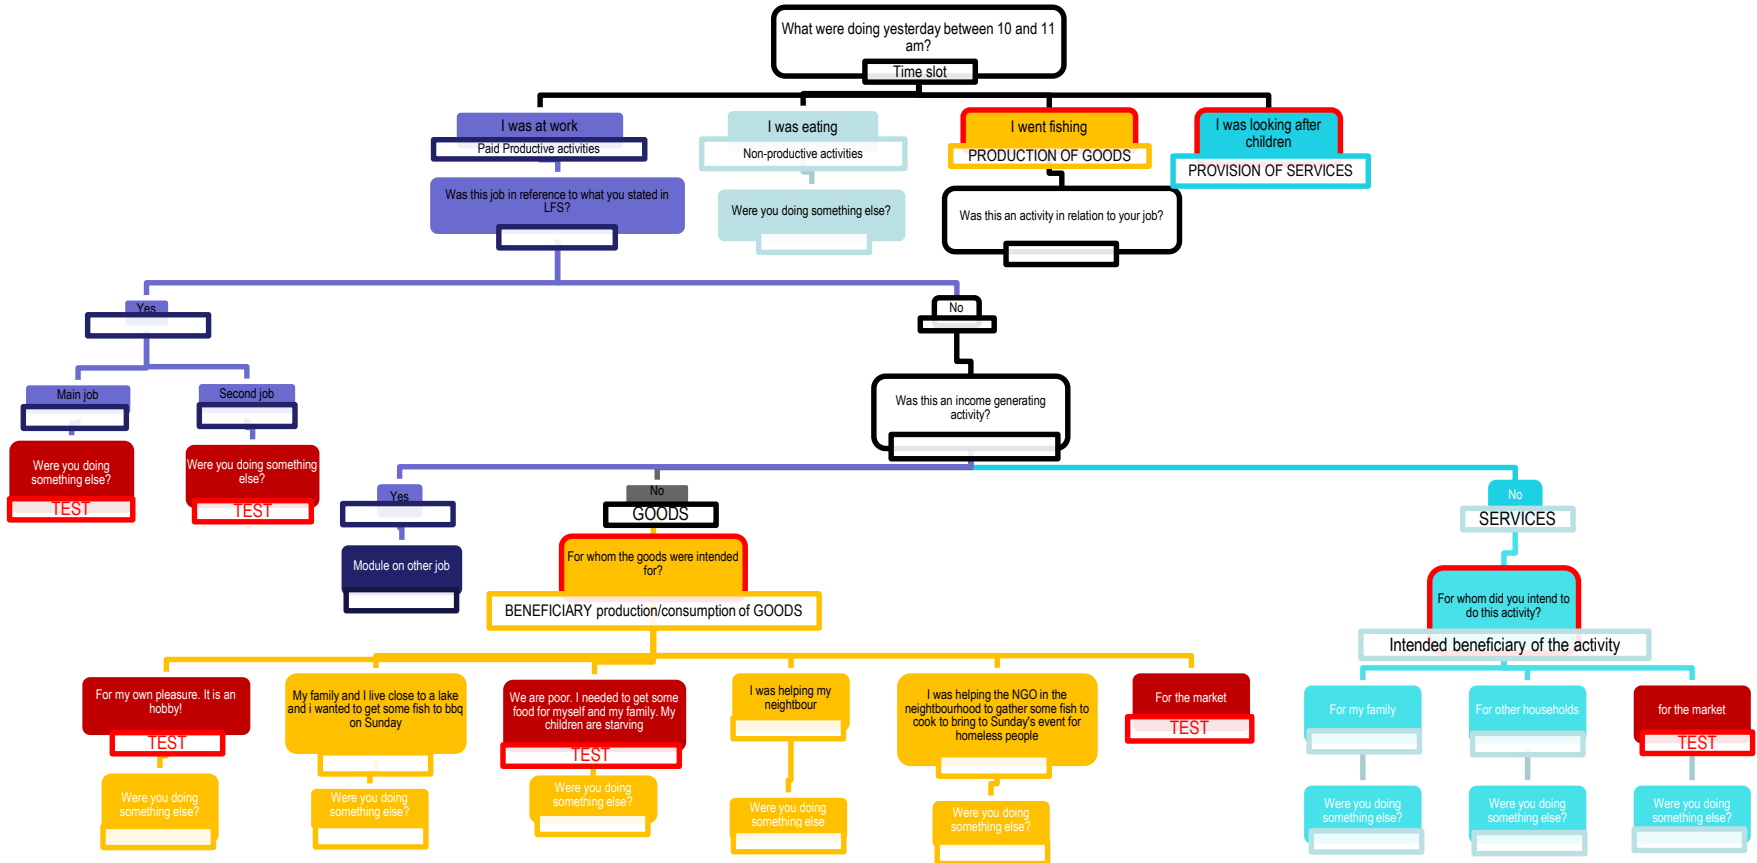 What were doing yesterday between 10 and 11
am?
Time slot
I was at work
Paid Productive activities
I was eating
Non-productive activities
I went fishing
PRODUCTION OF GOODS
I was looking after
children
PROVISION OF SERVICES
Was this job in reference to what you stated in
LFS?
Were you doing something else?
Was this an activity in relation to your job?
Yes
No
Main job
Second job
Was this an income generating
activity?
Were you doing
something else?
TEST
Were you doing something
else?
TEST
Yes
No
GOODS
No
SERVICES
Module on other job
For whom the goods were intended
for?
BENEFICIARY production/consumption of GOODS
For whom did you intend to
do this activity?
Intended beneficiary of the activity
For my own pleasure. It is an
hobby!
TEST
My family and I live close to a lake
and i wanted to get some fish to bbq
on Sunday
We are poor. I needed to get some
food for myself and my family. My
children are starving
TEST
I was helping my
neighbour
I was helping the NGO in the
neightbourhood to gather some fish to
cook to bring to Sunday's event for
homeless people
For the market
TEST
For my family
For other households
for the market
TEST
Were you doing
something else?
Were you doing
something else?
Were you doing
something else?
Were you doing
something else
Were you doing
something else?
Were you doing
something else?
Were you doing
something else?
Were you doing
something else?